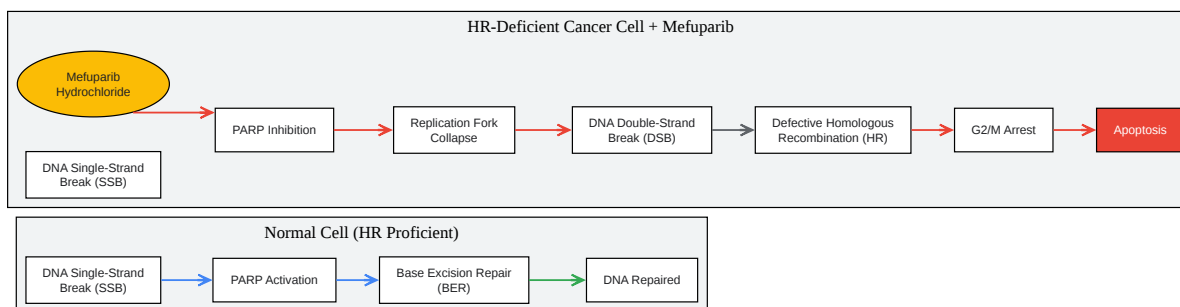 HR-Deficient Cancer Cell + Mefuparib
Mefuparib
Hydrochloride
PARP Inhibition
Replication Fork
Collapse
DNA Double-Strand
Break (DSB)
Defective Homologous
Recombination (HR)
G2/M Arrest
Apoptosis
DNA Single-Strand
Break (SSB)
Normal Cell (HR Proficient)
DNA Single-Strand
Break (SSB)
PARP Activation
Base Excision Repair
(BER)
DNA Repaired